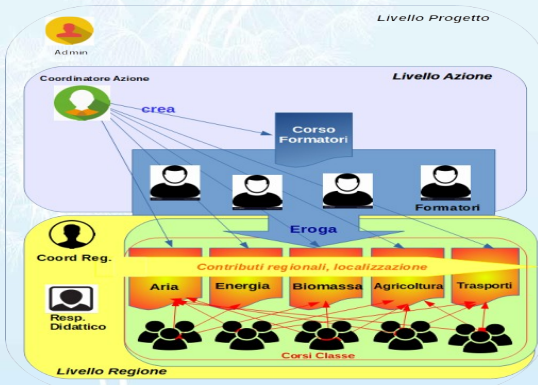 Livello Progetto
Admin
Coordinatore Azione
Livello Azione
crea
Corso
Formatori
Formatori
Eroga
Coord Reg.
Contributi regionali, localizzazione
Aria
Energia
Biomassa
Agricoltura
Trasporti
Resp.
Didattico
Corsi Classe
Livello Regione